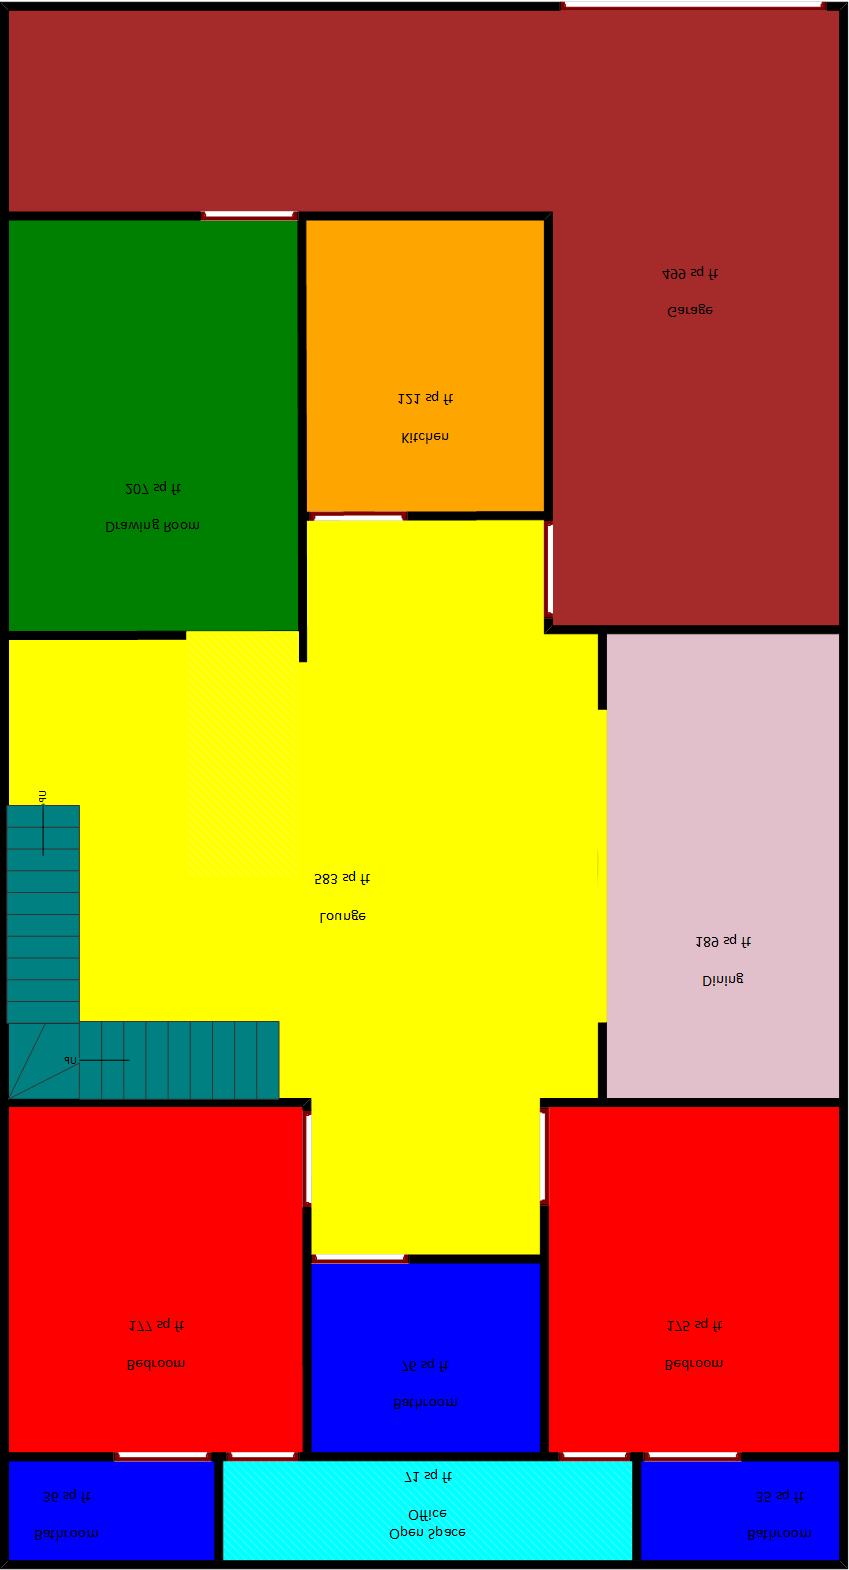 Garage
499 sq ft
Kitchen
121 sq ft
Drawing Room
207 sq ft
up
Lounge
583 sq ft
Dining
189 sq ft
up
Bedroom
177 sq ft
Bedroom
175 sq ft
Bathroom
76 sq ft
Bathroom
36 sq ft
Open Space
Office
71 sq ft
Bathroom
35 sq ft